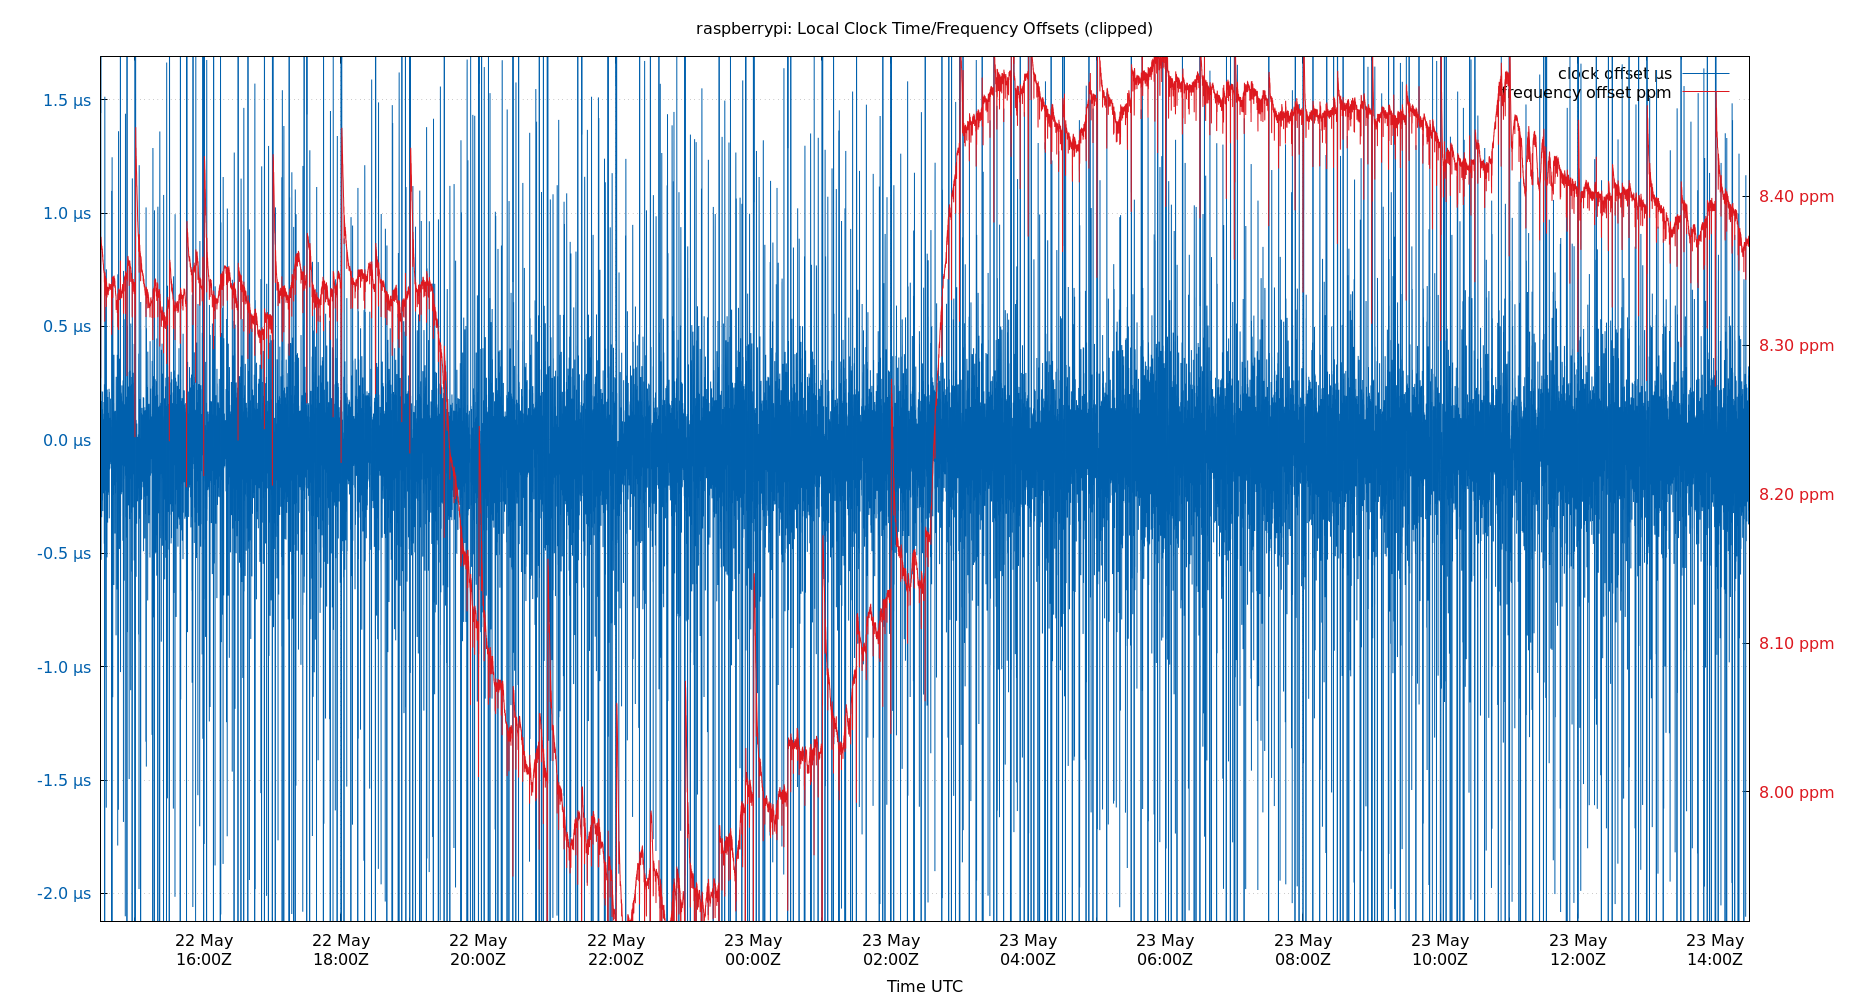 raspberrypi: Local Clock Time/Frequency Offsets (clipped)
clock offset µs
frequency offset ppm
1.5 µs
1.0 µs
0.5 µs
0.0 µs
-0.5 µs
-1.0 µs
-1.5 µs
-2.0 µs
8.40 ppm
8.30 ppm
8.20 ppm
8.10 ppm
8.00 ppm
22 May
16:00Z
22 May
18:00Z
22 May
20:00Z
22 May
22:00Z
23 May
00:00Z
23 May
02:00Z
23 May
04:00Z
23 May
06:00Z
23 May
08:00Z
23 May
10:00Z
23 May
12:00Z
23 May
14:00Z
Time UTC